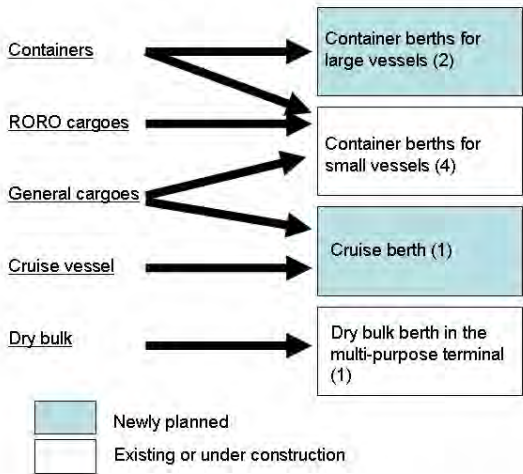 Containers
RORO cargoes
General cargoes
Cruise vessel
Dry bulk
Container berths for
large vessels (2)
Container berths for
small vessels (4)
Cruise berth (1)
Dry bulk berth in the
multi-purpose terminal
(1)
Newly planned
Existing or under construction